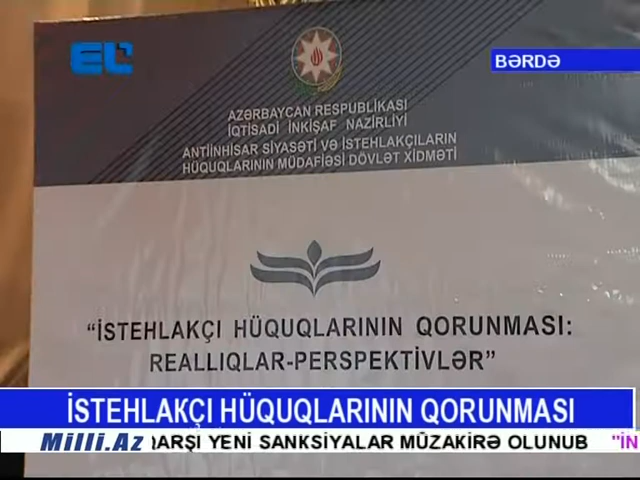 EL
BƏRDƏ
AZƏRBAYCAN RESPUBLİKASI
İQTİSADİ İNKİŞAF NAZİRLİYİ
ANTİİNHİSAR SİYASƏTİ VƏ İSTEHLAKÇILARIN
HÜQUQLARININ MÜDAFİƏSİ DÖVLƏT XİDMƏTİ
“İSTEHLAKÇI HÜQUQLARININ QORUNMASI:
REALLIQLAR-PERSPEKTİVLƏR”
İSTEHLAKÇI HÜQUQLARININ QORUNMASI
Milli.Az QARŞI YENİ SANKSİYALAR MÜZAKİRƏ OLUNUB "İN